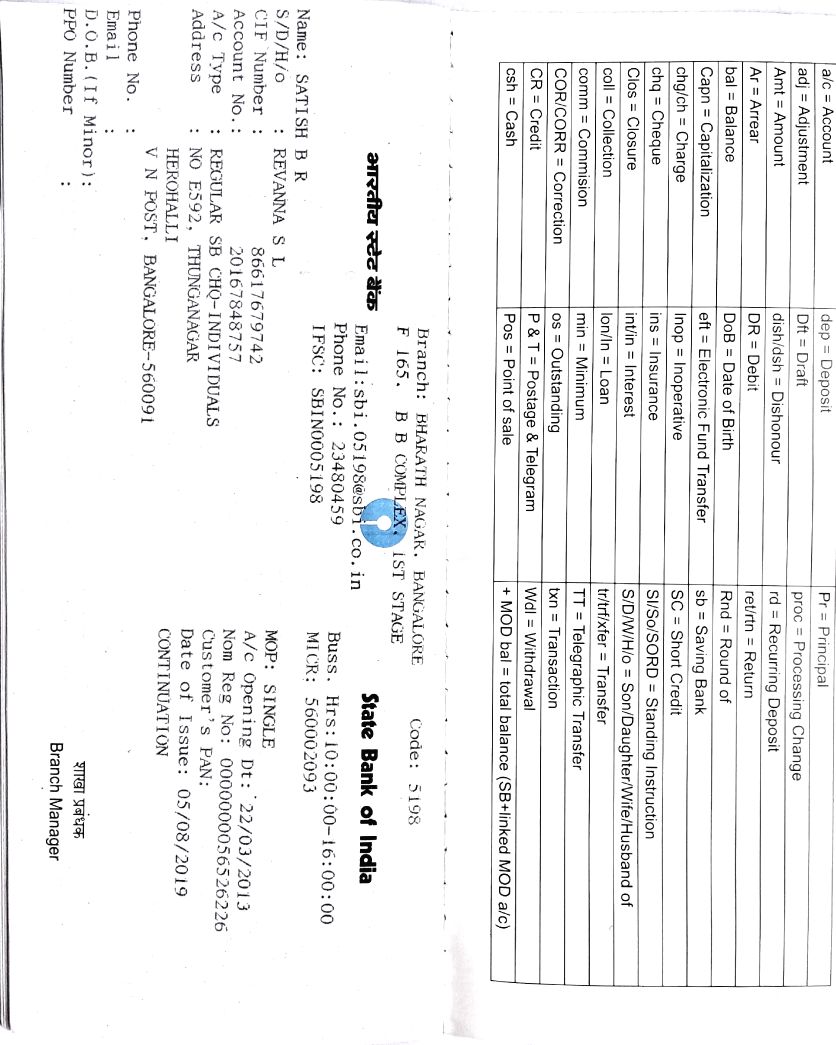 a/c = Account	dep = Deposit	Pr = Principal
adj = Adjustment	Dft = Draft	proc = Processing Change
Amt = Amount	dish/dsh = Dishonour	rd = Recurring Deposit
Ar = Arrear	DR = Debit	ret/rtn = Return
bal = Balance	DoB = Date of Birth	Rnd = Round of
Capn = Capitalization	eft = Electronic Fund Transfer	sb = Saving Bank
chg/ch = Charge	Inop = Inoperative	SC = Short Credit
chq = Cheque	ins = Insurance	SI/So/SORD = Standing Instruction
Clos = Closure	int/in = Interest	S/D/W/H/o = Son/Daughter/Wife/Husband of
coll = Collection	lon/ln = Loan	tr/trf/xfer = Transfer
comm = Commision	min = Minimum	TT = Telegraphic Transfer
COR/CORR = Correction	os = Outstanding	txn = Transaction
CR = Credit	P & T = Postage & Telegram	Wdl = Withdrawal
csh = Cash	Pos = Point of sale	+ MOD bal = total balance (SB+linked MOD a/c)
Branch: BHARATH NAGAR, BANGALORE	Code: 5198
F 165, B B COMPLEX, 1ST STAGE
भारतीय स्टेट बैंक	State Bank of India
Email:sbi.05198@sbi.co.in
Phone No.: 23480459	Buss. Hrs:10:00:00-16:00:00
IFSC: SBIN0005198	MICR: 560002093
Name: SATISH B R
S/D/H/o : REVANNA S L	MOP: SINGLE
CIF Number : 86617679742	A/c Opening Dt: 22/03/2013
Account No.: 20167848757	Nom Reg No: 0000000056526226
A/c Type : REGULAR SB CHQ-INDIVIDUALS	Customer's PAN:
Address : NO E592, THUNGANAGAR	Date of Issue: 05/08/2019
HEROHALLI	CONTINUATION
V N POST, BANGALORE-560091
Phone No. :
Email :
D.O.B.(If Minor):
PPO Number :
शाखा प्रबंधक
Branch Manager